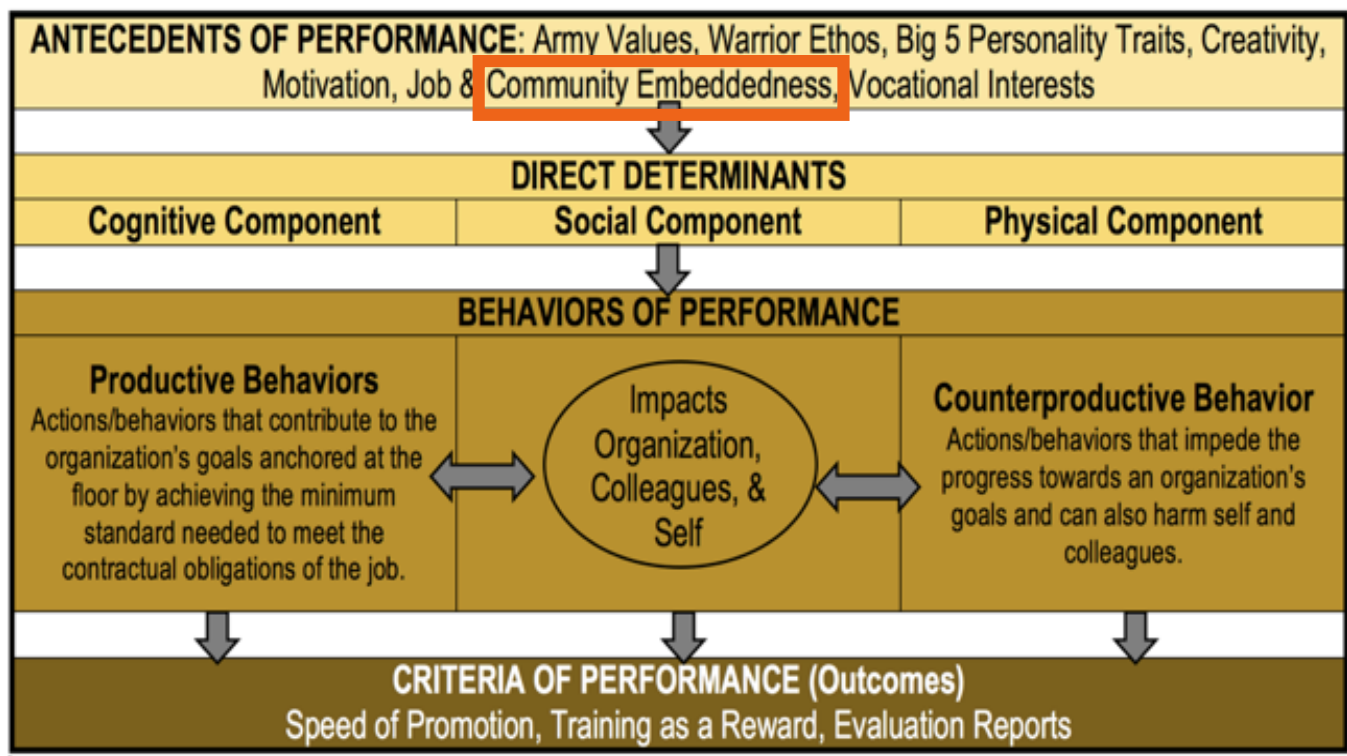 ANTECEDENTS OF PERFORMANCE: Army Values, Warrior Ethos, Big 5 Personality Traits, Creativity,
Motivation, Job & Community Embeddedness, Vocational Interests
DIRECT DETERMINANTS
Cognitive Component
Social Component
Physical Component
BEHAVIORS OF PERFORMANCE
Productive Behaviors
Actions/behaviors that contribute to the
organization's goals anchored at the
floor by achieving the minimum
standard needed to meet the
contractual obligations of the job.
Impacts
Organization,
Colleagues, &
Self
Counterproductive Behavior
Actions/behaviors that impede the
progress towards an organization's
goals and can also harm self and
colleagues.
CRITERIA OF PERFORMANCE (Outcomes)
Speed of Promotion, Training as a Reward, Evaluation Reports